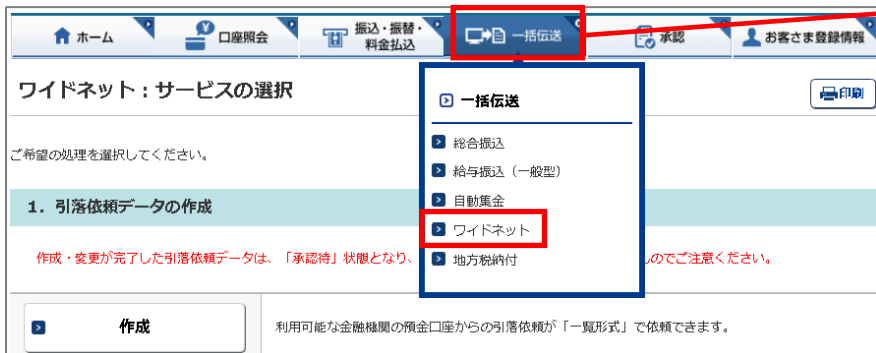 ホーム
口座照会
振込・振替・
料金払込
一括伝送
承認
お客さま登録情報
ワイドネット：サービスの選択
印刷
一括伝送
総合振込
給与振込（一般型）
自動集金
ワイドネット
地方税納付
ご希望の処理を選択してください。
1. 引落依頼データの作成
作成・変更が完了した引落依頼データは、「承認待」状態となり、
んのでご注意ください。
作成
利用可能な金融機関の預金口座からの引落依頼が「一覧形式」で依頼できます。